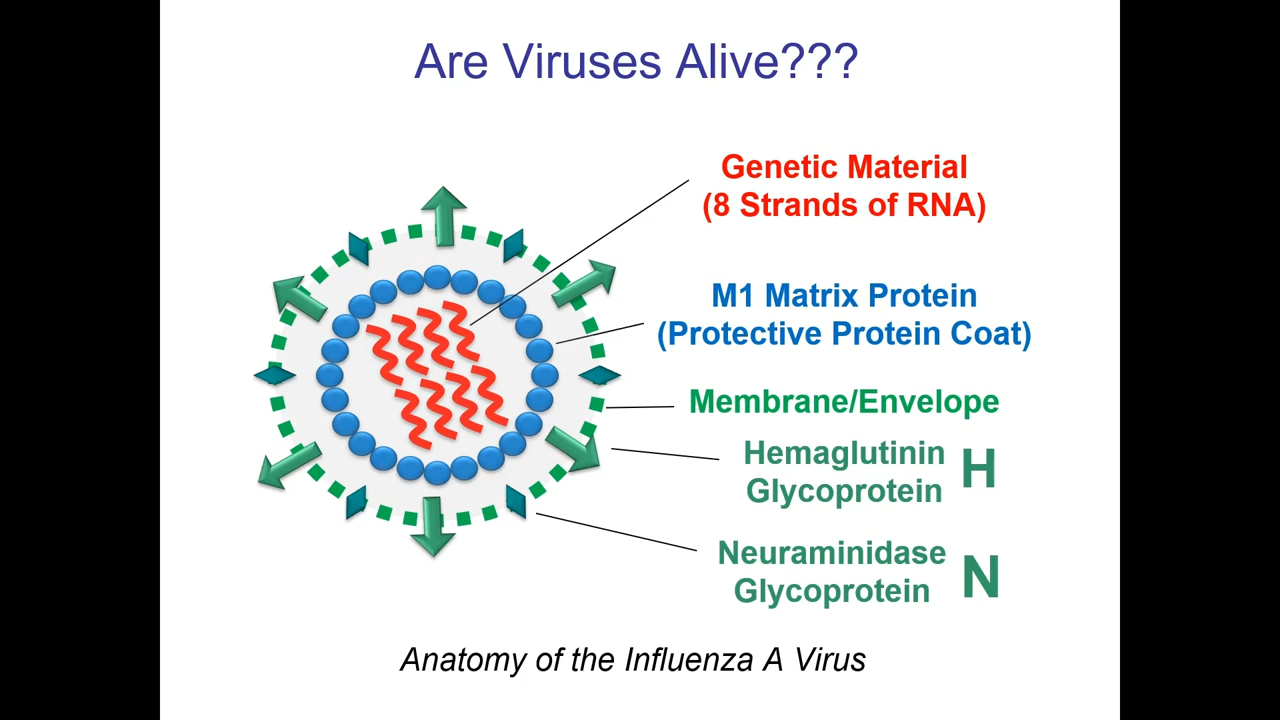 Are Viruses Alive???
Genetic Material
(8 Strands of RNA)
M1 Matrix Protein
(Protective Protein Coat)
Membrane/Envelope
Hemaglutinin
Glycoprotein H
Neuraminidase
Glycoprotein N
Anatomy of the Influenza A Virus